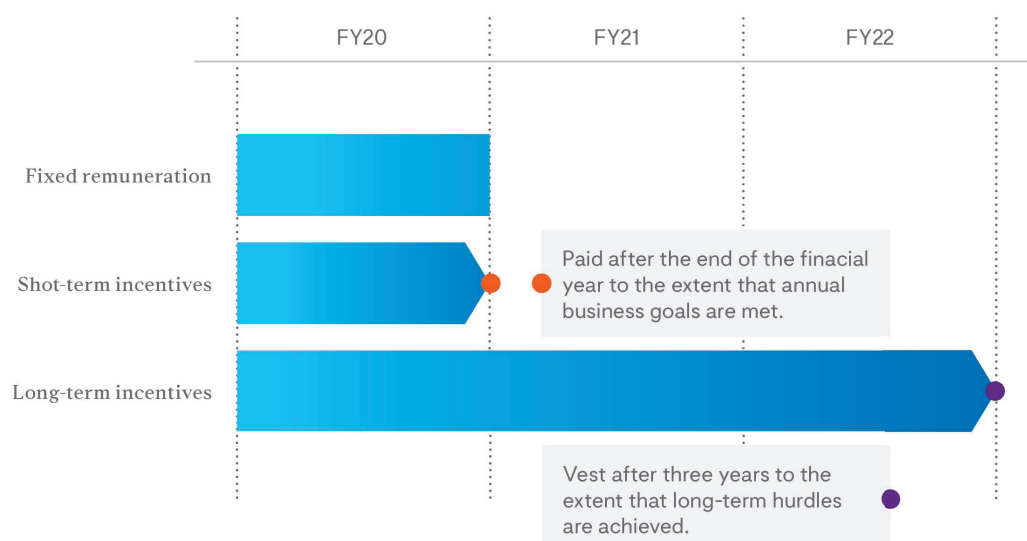 FY20 FY21 FY22
Fixed remuneration
Shot-term incentives
Paid after the end of the finacial
year to the extent that annual
business goals are met.
Long-term incentives
Vest after three years to the
extent that long-term hurdles
are achieved.